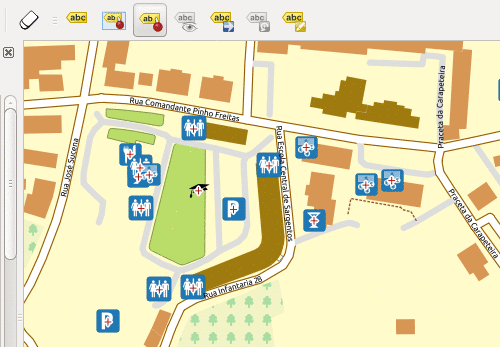 abc
ab
ab
abc
abc
abc
Rua Comandante Pinho Freitas
Praceta da Carapeteira
Rua José Sucena
Rua Escola Central de Sargentos
P
Praceta da Carapeteira
Rua Infantaria 28
P